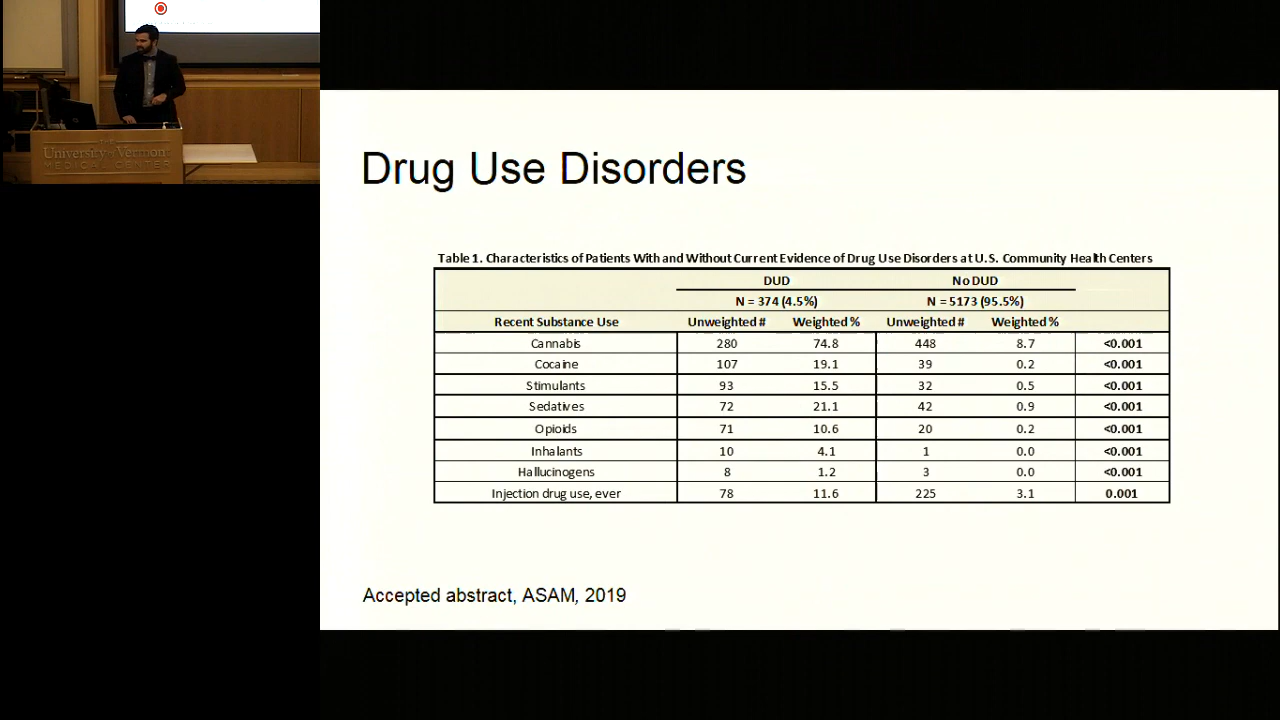 THE
University of Vermont
MEDICAL CENTER
Drug Use Disorders
Table 1. Characteristics of Patients With and Without Current Evidence of Drug Use Disorders at U.S. Community Health Centers
DUD No DUD
N = 374 (4.5%) N = 5173 (95.5%)
Recent Substance Use Unweighted # Weighted % Unweighted # Weighted %
Cannabis 280 74.8 448 8.7 <0.001
Cocaine 107 19.1 39 0.2 <0.001
Stimulants 93 15.5 32 0.5 <0.001
Sedatives 72 21.1 42 0.9 <0.001
Opioids 71 10.6 20 0.2 <0.001
Inhalants 10 4.1 1 0.0 <0.001
Hallucinogens 8 1.2 3 0.0 <0.001
Injection drug use, ever 78 11.6 225 3.1 0.001
Accepted abstract, ASAM, 2019